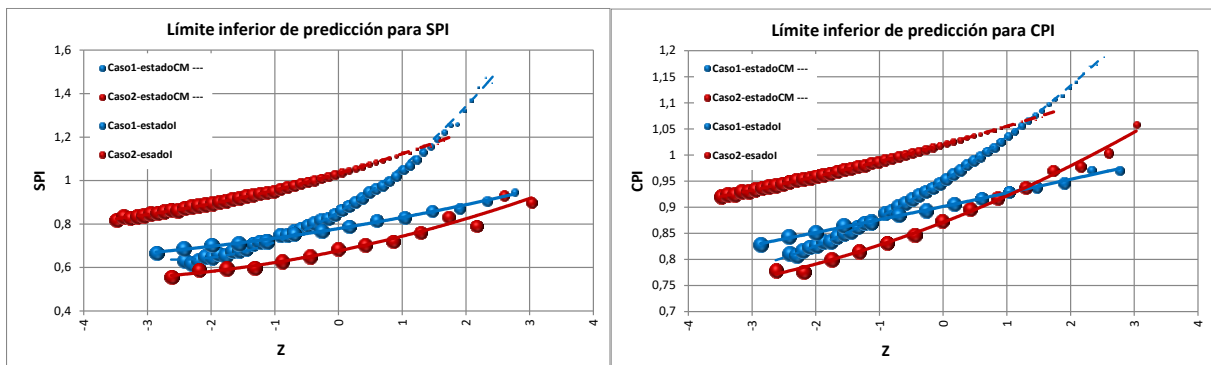 Límite inferior de predicción para SPI
1,6
1,4
1,2
1
0,8
0,6
0,4
SPI
Caso1-estadoCM ---
Caso2-estadoCM ---
Caso1-estadoI
Caso2-esadoI
-4
-3
-2
-1
0
1
2
3
4
Z
Límite inferior de predicción para CPI
1,2
1,15
1,1
1,05
1
0,95
0,9
0,85
0,8
0,75
0,7
CPI
Caso1-estadoCM ---
Caso2-estadoCM ---
Caso1-estadoI
Caso2-esadoI
-4
-3
-2
-1
0
1
2
3
4
Z